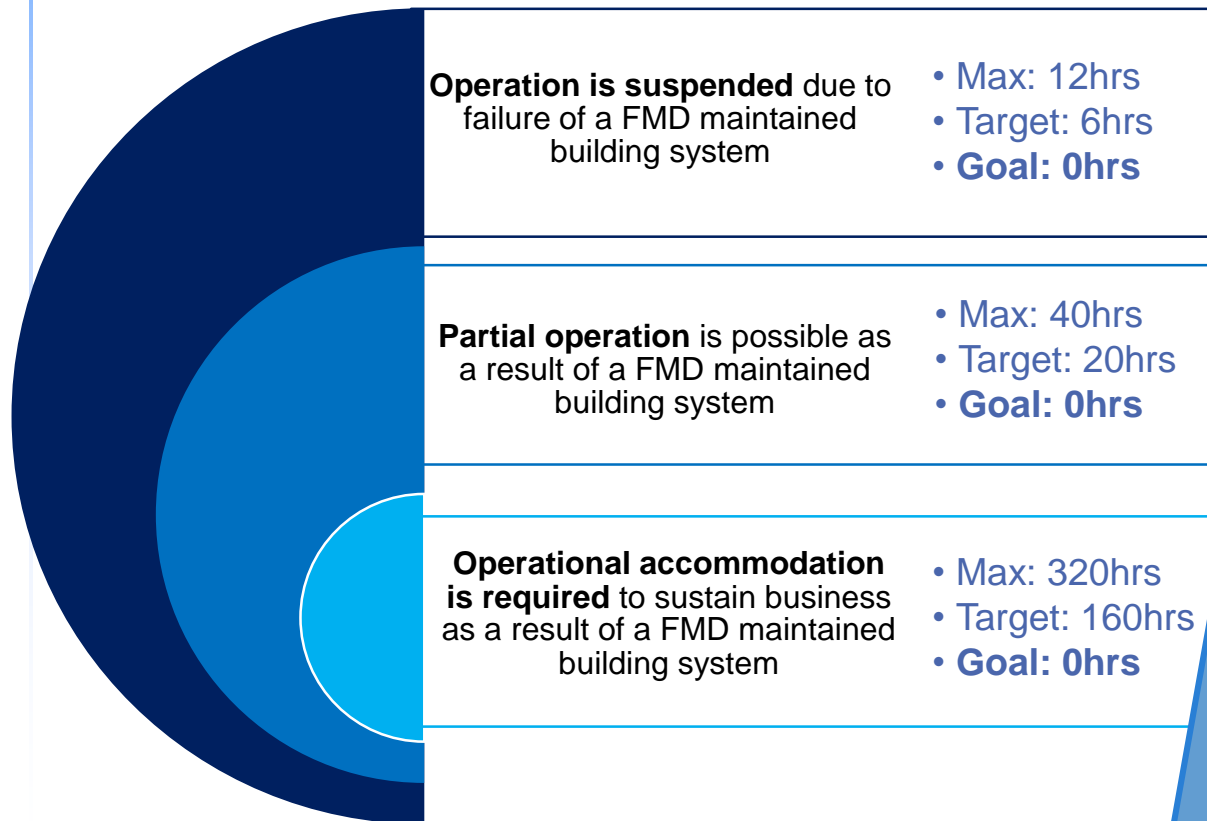 Operation is suspended due to
failure of a FMD maintained
building system
• Max: 12hrs
• Target: 6hrs
• Goal: 0hrs
Partial operation is possible as
a result of a FMD maintained
building system
• Max: 40hrs
• Target: 20hrs
• Goal: 0hrs
Operational accommodation
is required to sustain business
as a result of a FMD maintained
building system
• Max: 320hrs
• Target: 160hrs
• Goal: 0hrs